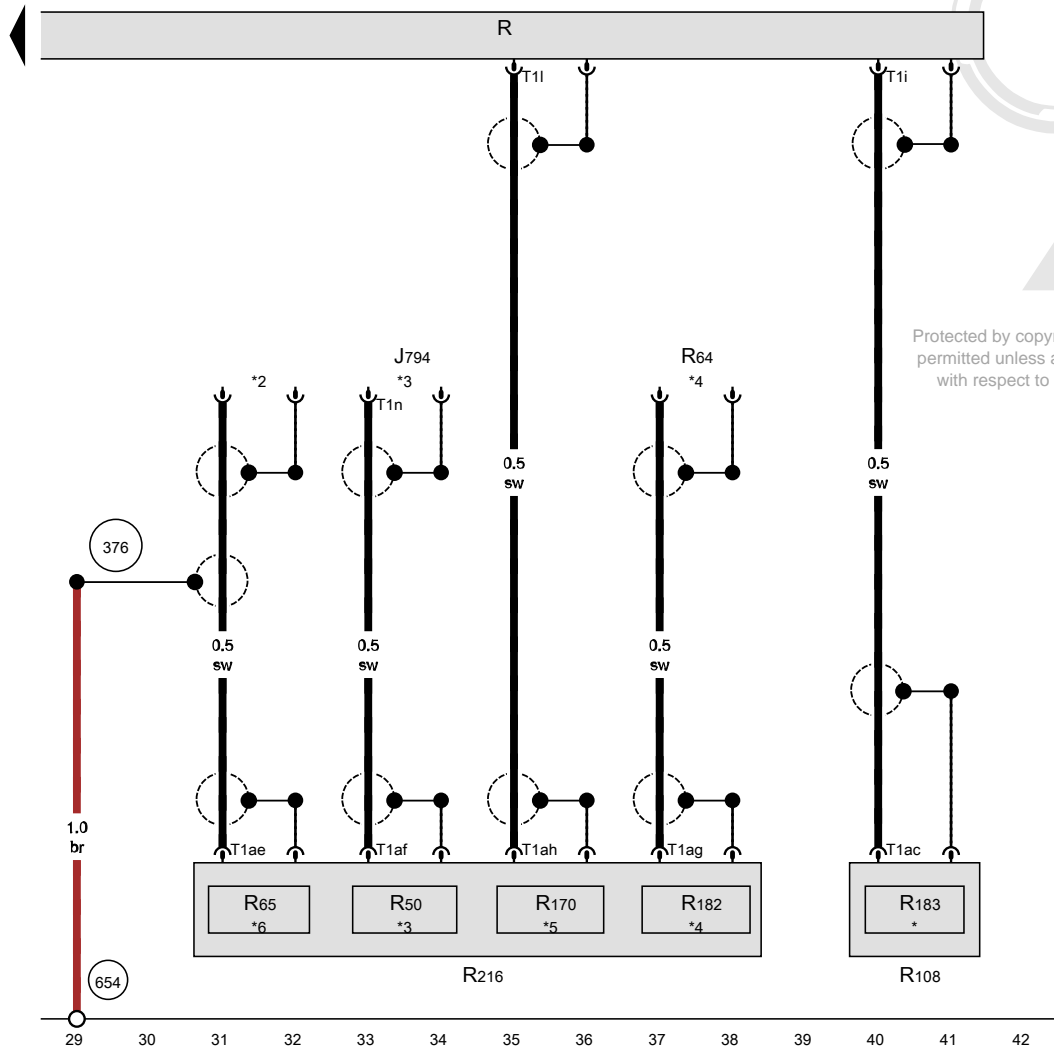 R
T1l
T1i
Protected by copyr
permitted unless a
with respect to
J794
R64
*2
*3
*4
T1n
0.5
sw
0.5
sw
0.5
sw
376
0.5
sw
0.5
sw
0.5
sw
1.0
br
T1ae
T1af
T1ah
T1ag
T1ac
R65
*6
R50
*3
R170
*5
R182
*4
R183
*
R216
R108
654
29 30 31 32 33 34 35 36 37 38 39 40 41 42